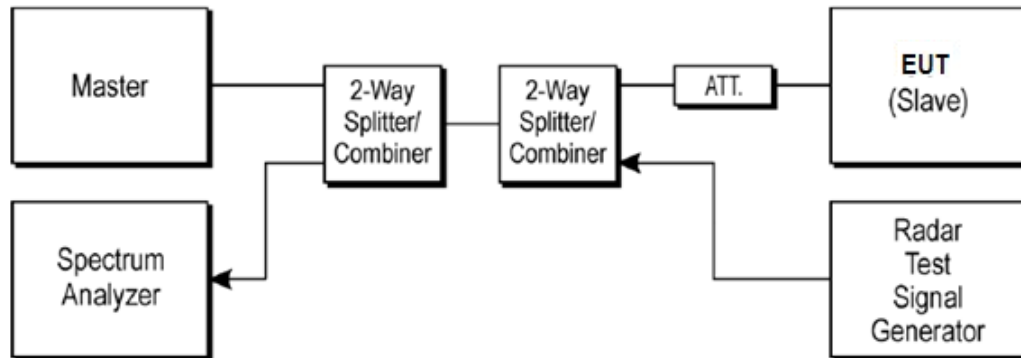 Master
2-Way
Splitter/
Combiner
2-Way
Splitter/
Combiner
ATT.
EUT
(Slave)
Spectrum
Analyzer
Radar
Test
Signal
Generator